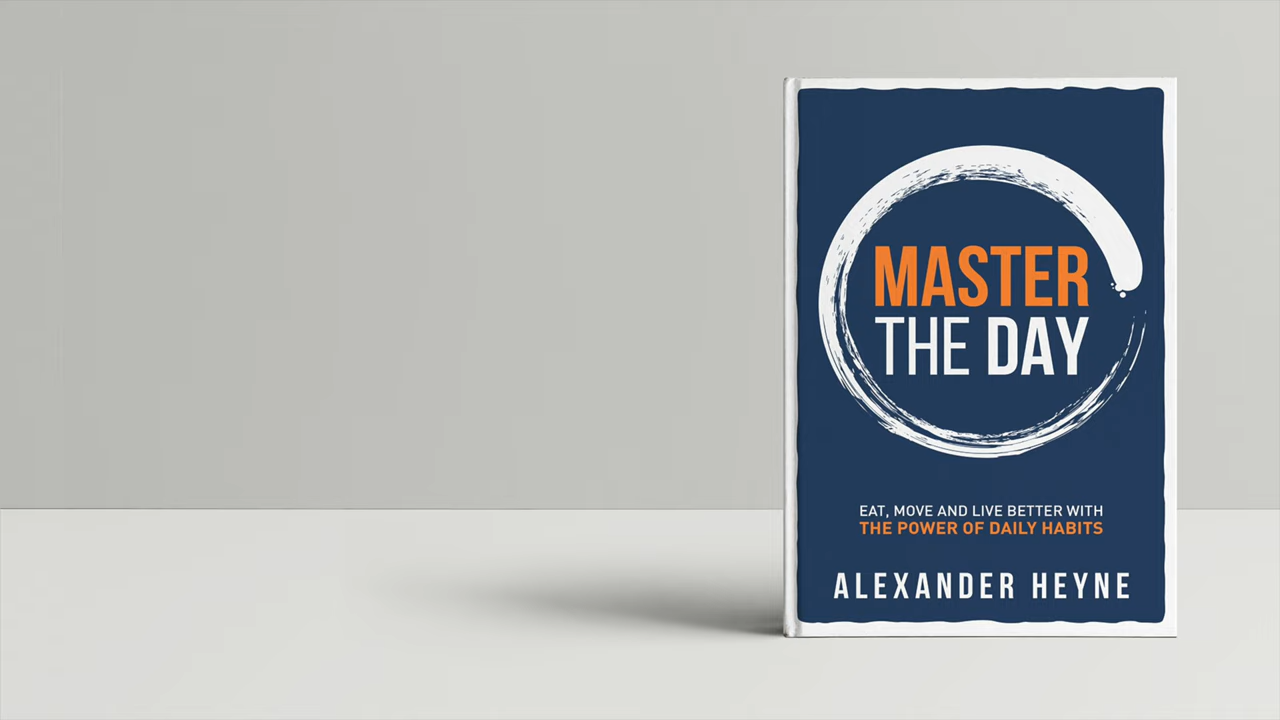 MASTER
THE DAY
EAT, MOVE AND LIVE BETTER WITH
THE POWER OF DAILY HABITS
ALEXANDER HEYNE